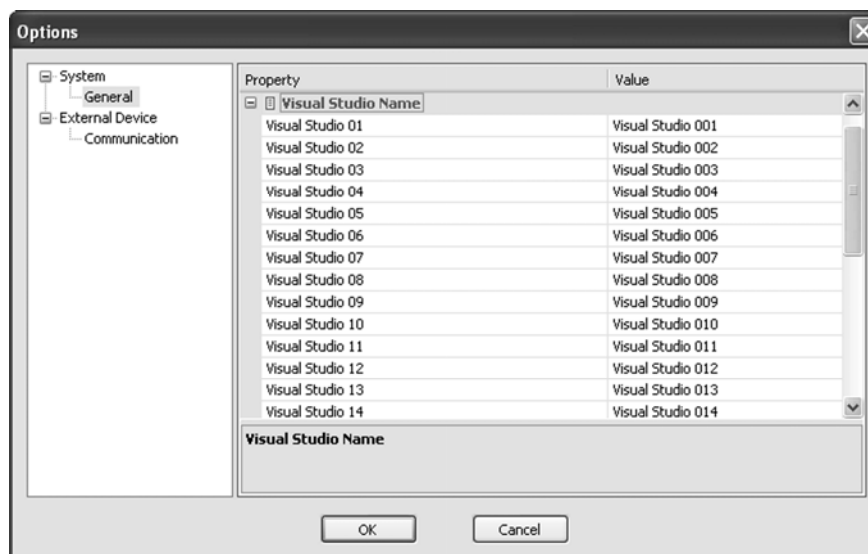 Options
System
General
External Device
Communication
Property Value
Visual Studio Name
Visual Studio 01 Visual Studio 001
Visual Studio 02 Visual Studio 002
Visual Studio 03 Visual Studio 003
Visual Studio 04 Visual Studio 004
Visual Studio 05 Visual Studio 005
Visual Studio 06 Visual Studio 006
Visual Studio 07 Visual Studio 007
Visual Studio 08 Visual Studio 008
Visual Studio 09 Visual Studio 009
Visual Studio 10 Visual Studio 010
Visual Studio 11 Visual Studio 011
Visual Studio 12 Visual Studio 012
Visual Studio 13 Visual Studio 013
Visual Studio 14 Visual Studio 014
Visual Studio Name
OK Cancel